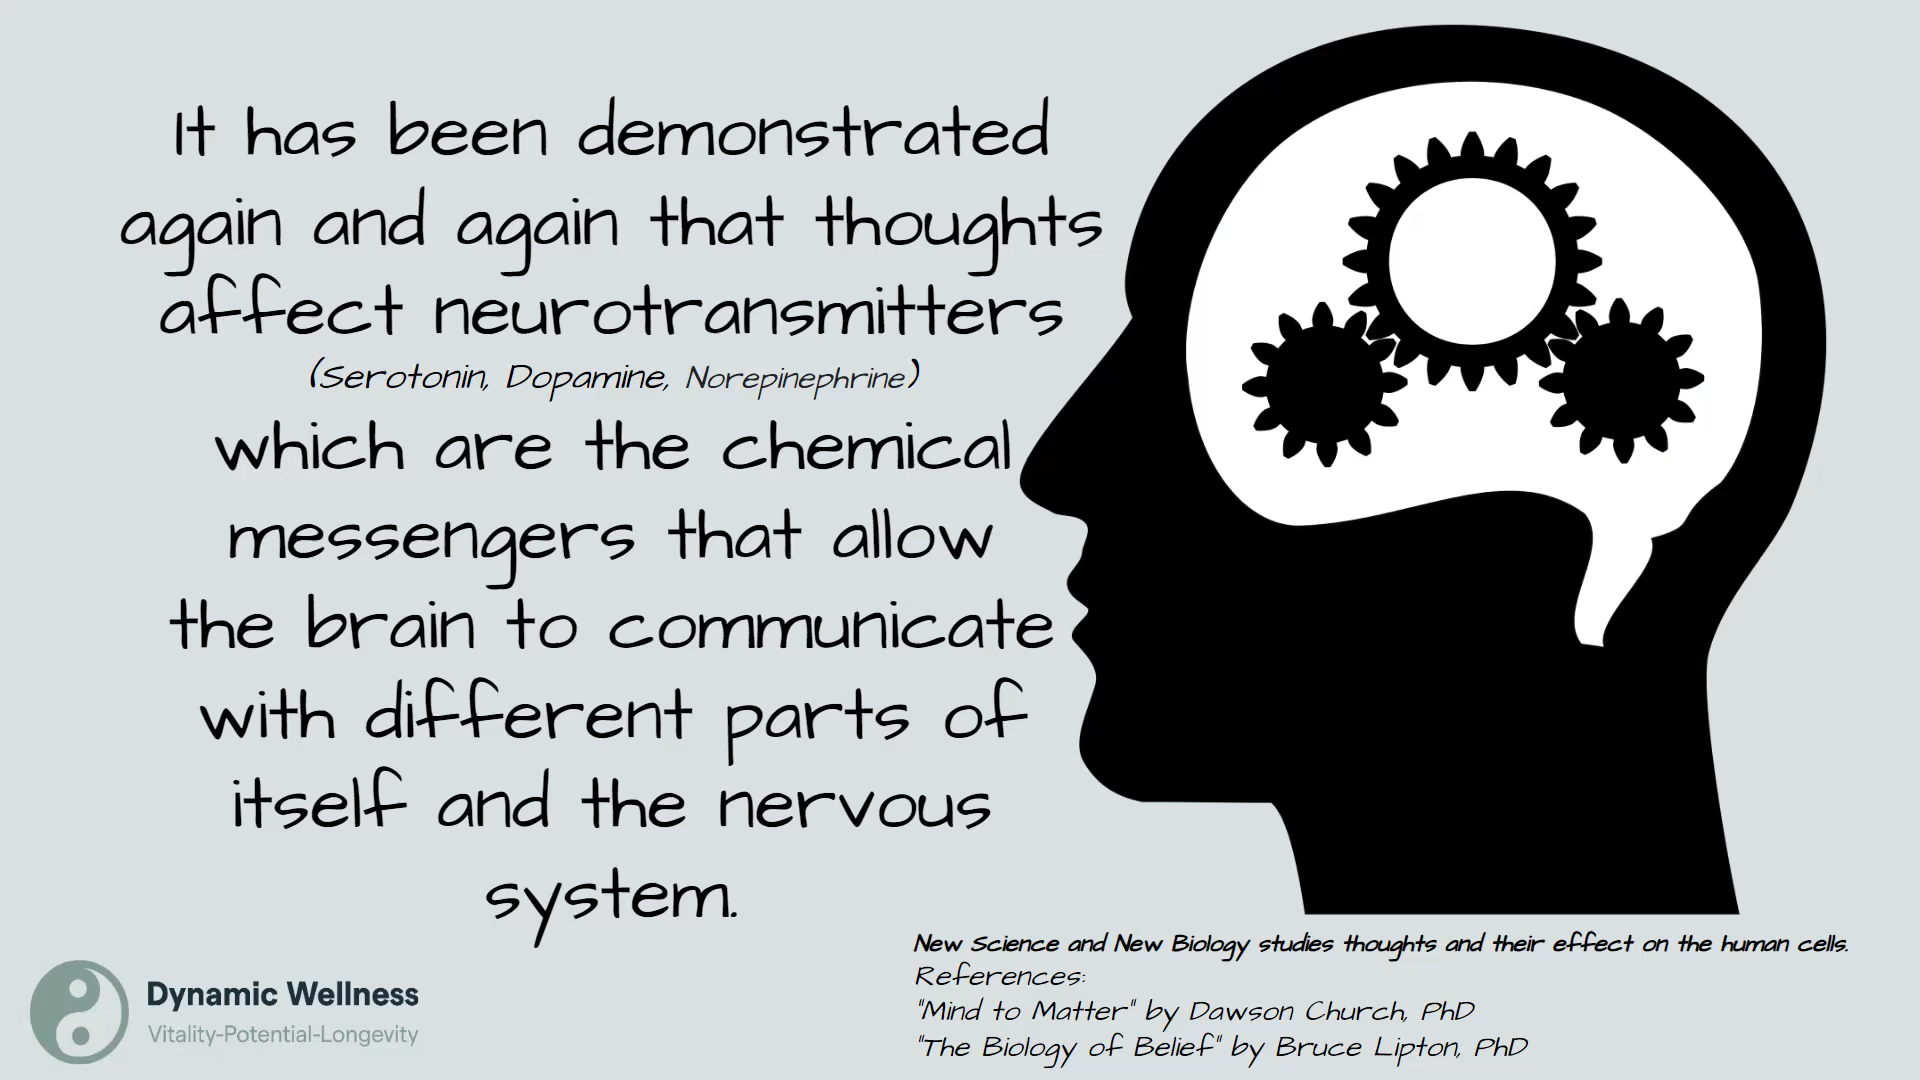 It has been demonstrated
again and again that thoughts
affect neurotransmitters
(Serotonin, Dopamine, Norepinephrine)
which are the chemical
messengers that allow
the brain to communicate
with different parts of
itself and the nervous
system.
New Science and New Biology studies thoughts and their effect on the human cells.
References:
"Mind to Matter" by Dawson Church, PhD
"The Biology of Belief" by Bruce Lipton, PhD
Dynamic Wellness
Vitality-Potential-Longevity